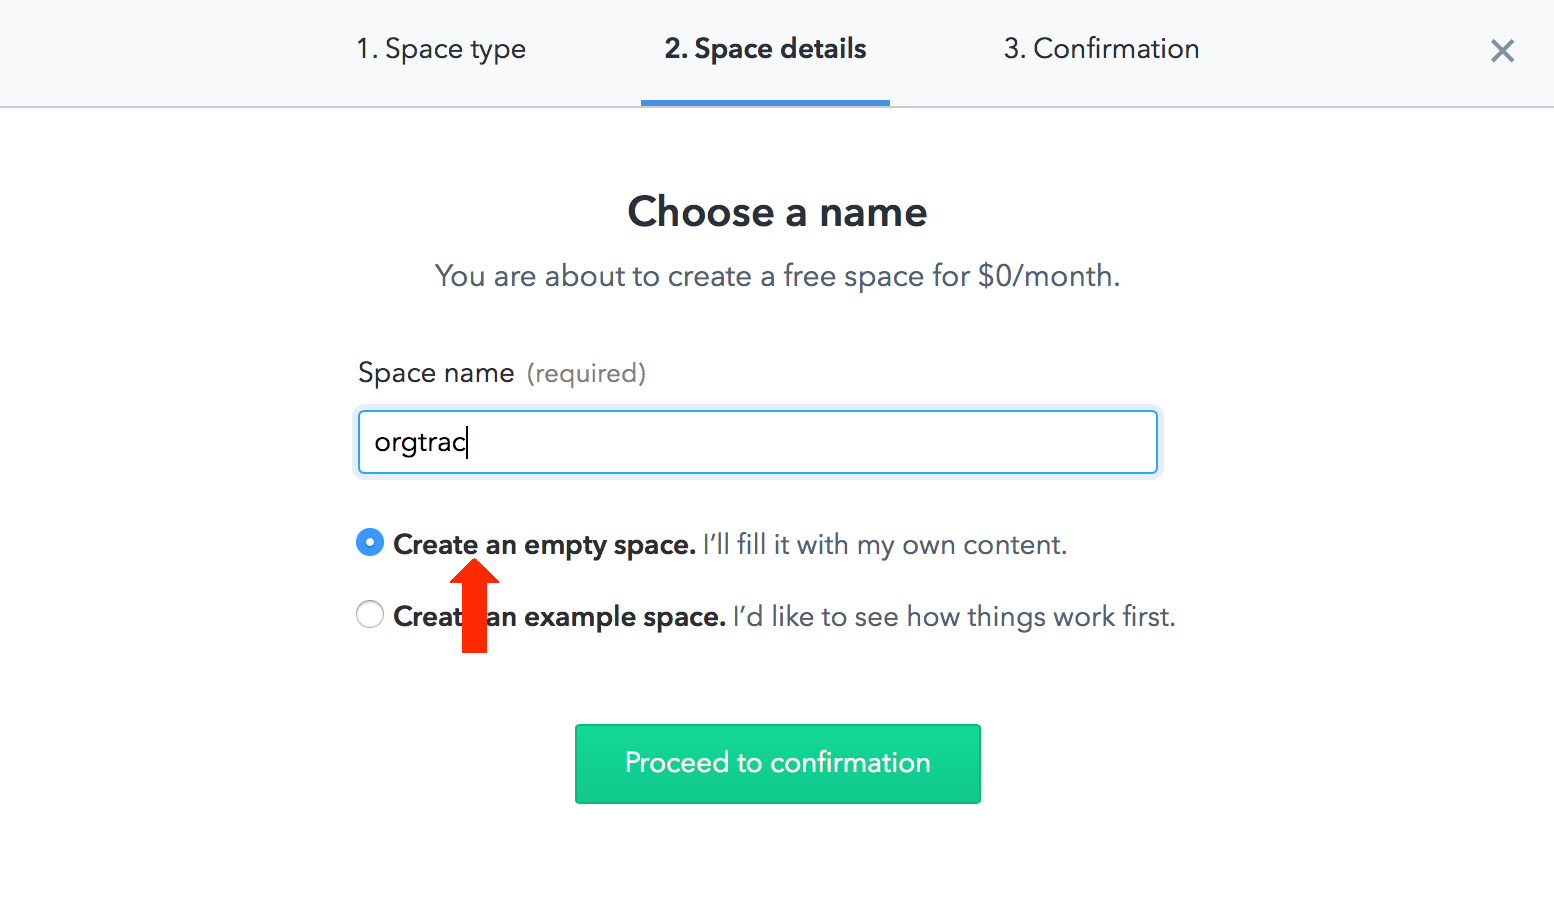 1. Space type
2. Space details
3. Confirmation
Choose a name
You are about to create a free space for $0/month.
Space name (required)
orgtrac
Create an empty space. I’ll fill it with my own content.
Create an example space. I’d like to see how things work first.
Proceed to confirmation